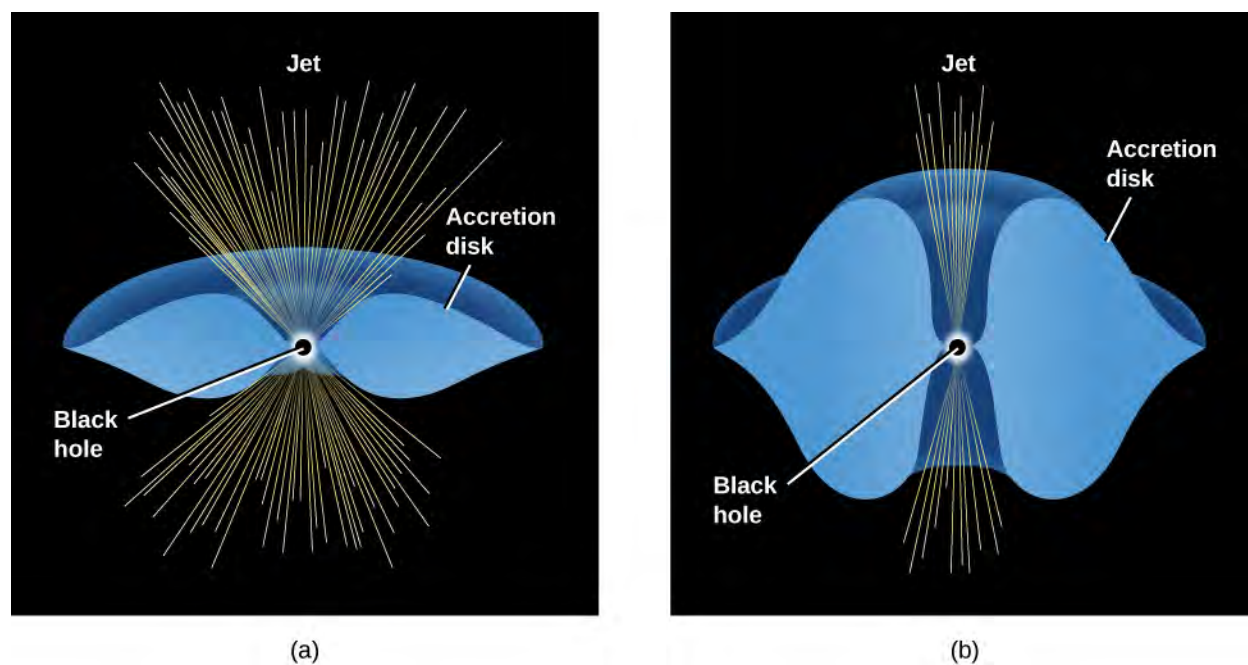 Jet
Accretion
disk
Black
hole
(a)
Jet
Accretion
disk
Black
hole
(b)